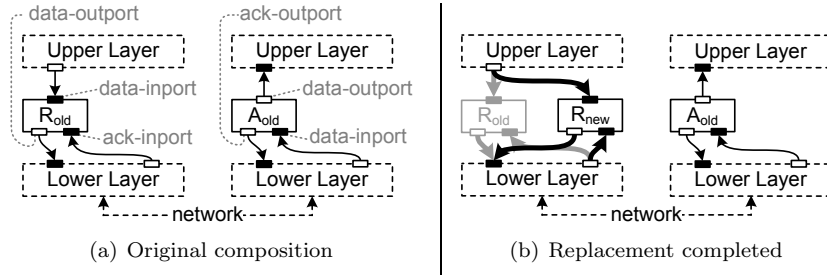 data-outport
ack-outport
Upper Layer
Upper Layer
Upper Layer
Upper Layer
data-inport
data-outport
Rold
Aold
Rold
Rnew
Aold
ack-inport
data-inport
Lower Layer
Lower Layer
Lower Layer
Lower Layer
network
network
(a) Original composition
(b) Replacement completed